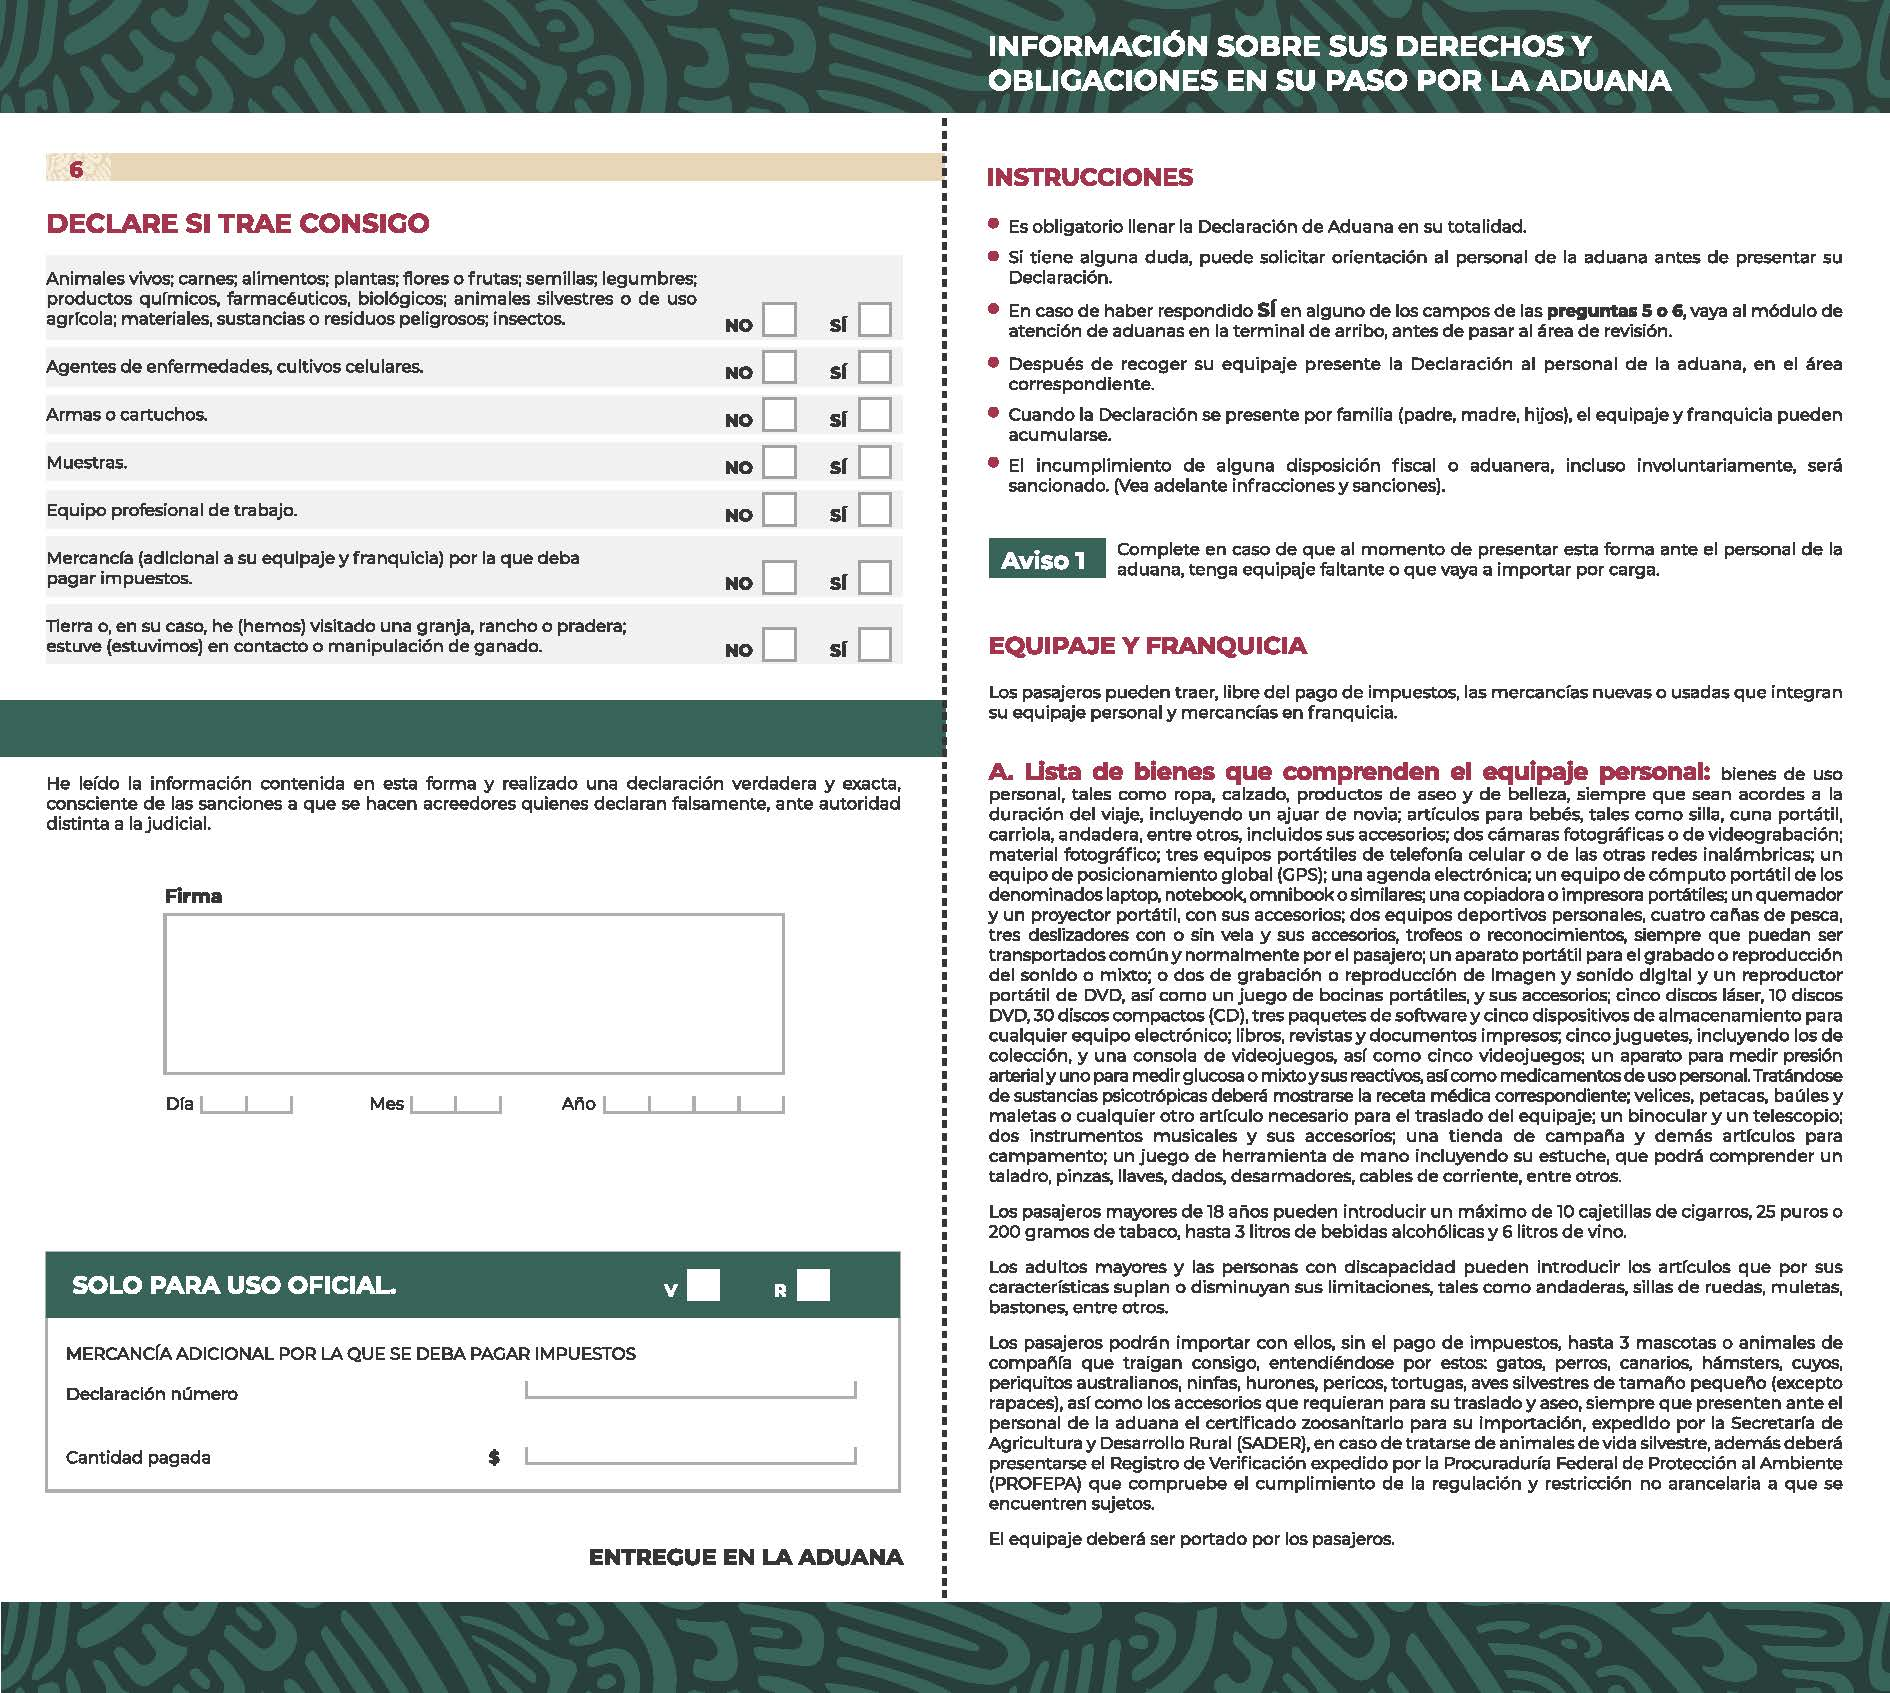 INFORMACIÓN SOBRE SUS DERECHOS Y
OBLIGACIONES EN SU PASO POR LA ADUANA
6
DECLARE SI TRAE CONSIGO
Animales vivos; carnes; alimentos; plantas; flores o frutas; semillas; legumbres;
productos químicos, farmacéuticos, biológicos; animales silvestres o de uso
agrícola; materiales, sustancias o residuos peligrosos; insectos. NO SÍ
Agentes de enfermedades, cultivos celulares. NO SÍ
Armas o cartuchos. NO SÍ
Muestras. NO SÍ
Equipo profesional de trabajo. NO SÍ
Mercancía (adicional a su equipaje y franquicia) por la que deba
pagar impuestos. NO SÍ
Tierra o, en su caso, he (hemos) visitado una granja, rancho o pradera;
estuve (estuvimos) en contacto o manipulación de ganado. NO SÍ
He leído la información contenida en esta forma y realizado una declaración verdadera y exacta,
consciente de las sanciones a que se hacen acreedores quienes declaran falsamente, ante autoridad
distinta a la judicial.
Firma
Día Mes Año
SOLO PARA USO OFICIAL. V R
MERCANCÍA ADICIONAL POR LA QUE SE DEBA PAGAR IMPUESTOS
Declaración número
Cantidad pagada $
ENTREGUE EN LA ADUANA
INSTRUCCIONES
• Es obligatorio llenar la Declaración de Aduana en su totalidad.
• Si tiene alguna duda, puede solicitar orientación al personal de la aduana antes de presentar su
Declaración.
• En caso de haber respondido SÍ en alguno de los campos de las preguntas 5 o 6, vaya al módulo de
atención de aduanas en la terminal de arribo, antes de pasar al área de revisión.
• Después de recoger su equipaje presente la Declaración al personal de la aduana, en el área
correspondiente.
• Cuando la Declaración se presente por familia (padre, madre, hijos), el equipaje y franquicia pueden
acumularse.
• El incumplimiento de alguna disposición fiscal o aduanera, incluso involuntariamente, será
sancionado. (Vea adelante infracciones y sanciones).
Aviso 1 Complete en caso de que al momento de presentar esta forma ante el personal de la
aduana, tenga equipaje faltante o que vaya a importar por carga.
EQUIPAJE Y FRANQUICIA
Los pasajeros pueden traer, libre del pago de impuestos, las mercancías nuevas o usadas que integran
su equipaje personal y mercancías en franquicia.
A. Lista de bienes que comprenden el equipaje personal: bienes de uso
personal, tales como ropa, calzado, productos de aseo y de belleza, siempre que sean acordes a la
duración del viaje, incluyendo un ajuar de novia; artículos para bebés, tales como silla, cuna portátil,
carriola, andadera, entre otros, incluidos sus accesorios; dos cámaras fotográficas o de videograbación;
material fotográfico; tres equipos portátiles de telefonía celular o de las otras redes inalámbricas; un
equipo de posicionamiento global (GPS); una agenda electrónica; un equipo de cómputo portátil de los
denominados laptop, notebook, omnibook o similares; una copiadora o impresora portátiles; un quemador
y un proyector portátil, con sus accesorios; dos equipos deportivos personales, cuatro cañas de pesca,
tres deslizadores con o sin vela y sus accesorios, trofeos o reconocimientos, siempre que puedan ser
transportados común y normalmente por el pasajero; un aparato portátil para el grabado o reproducción
del sonido o mixto; o dos de grabación o reproducción de imagen y sonido digital y un reproductor
portátil de DVD, así como un juego de bocinas portátiles, y sus accesorios; cinco discos láser, 10 discos
DVD, 30 discos compactos (CD), tres paquetes de software y cinco dispositivos de almacenamiento para
cualquier equipo electrónico; libros, revistas y documentos impresos; cinco juguetes, incluyendo los de
colección, y una consola de videojuegos, así como cinco videojuegos; un aparato para medir presión
arterial y uno para medir glucosa o mixto y sus reactivos, así como medicamentos de uso personal. Tratándose
de sustancias psicotrópicas deberá mostrarse la receta médica correspondiente; velices, petacas, baúles y
maletas o cualquier otro artículo necesario para el traslado del equipaje; un binocular y un telescopio;
dos instrumentos musicales y sus accesorios; una tienda de campaña y demás artículos para
campamento; un juego de herramienta de mano incluyendo su estuche, que podrá comprender un
taladro, pinzas, llaves, dados, desarmadores, cables de corriente, entre otros.
Los pasajeros mayores de 18 años pueden introducir un máximo de 10 cajetillas de cigarros, 25 puros o
200 gramos de tabaco, hasta 3 litros de bebidas alcohólicas y 6 litros de vino.
Los adultos mayores y las personas con discapacidad pueden introducir los artículos que por sus
características suplan o disminuyan sus limitaciones, tales como andaderas, sillas de ruedas, muletas,
bastones, entre otros.
Los pasajeros podrán importar con ellos, sin el pago de impuestos, hasta 3 mascotas o animales de
compañía que traigan consigo, entendiéndose por estos: gatos, perros, canarios, hámsters, cuyos,
periquitos australianos, ninfas, hurones, pericos, tortugas, aves silvestres de tamaño pequeño (excepto
rapaces), así como los accesorios que requieran para su traslado y aseo, siempre que presenten ante el
personal de la aduana el certificado zoosanitario para su importación, expedido por la Secretaría de
Agricultura y Desarrollo Rural (SADER), en caso de tratarse de animales de vida silvestre, además deberá
presentarse el Registro de Verificación expedido por la Procuraduría Federal de Protección al Ambiente
(PROFEPA) que compruebe el cumplimiento de la regulación y restricción no arancelaria a que se
encuentren sujetos.
El equipaje deberá ser portado por los pasajeros.